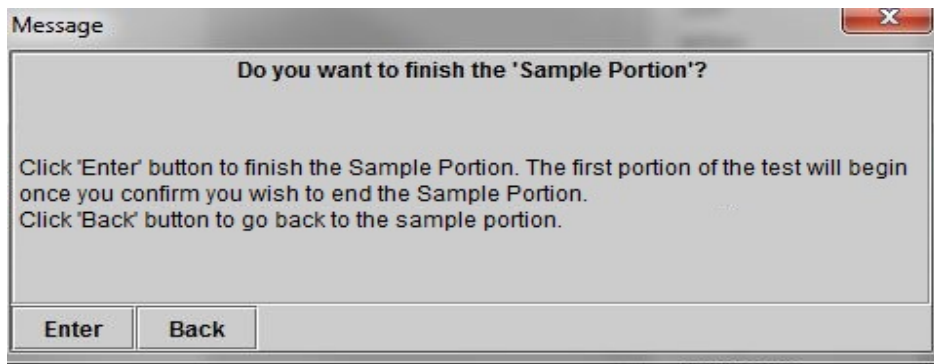 Message
Do you want to finish the 'Sample Portion'?
Click 'Enter' button to finish the Sample Portion. The first portion of the test will begin
once you confirm you wish to end the Sample Portion.
Click 'Back' button to go back to the sample portion.
Enter Back